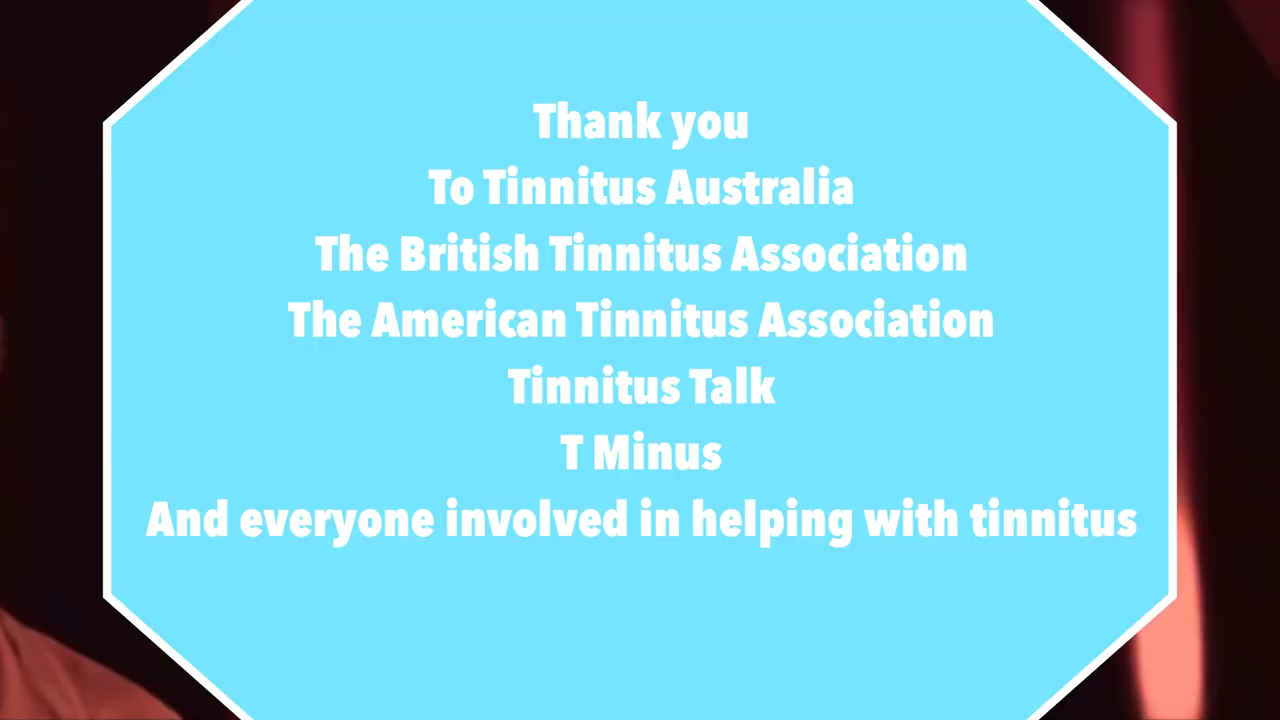 Thank you
To Tinnitus Australia
The British Tinnitus Association
The American Tinnitus Association
Tinnitus Talk
T Minus
And everyone involved in helping with tinnitus